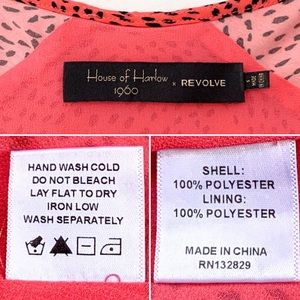 House of Harlow
1960 x REVOLVE
HAND WASH COLD
DO NOT BLEACH
LAY FLAT TO DRY
IRON LOW
WASH SEPARATELY
SHELL:
100% POLYESTER
LINING:
100% POLYESTER
MADE IN CHINA
RN132829